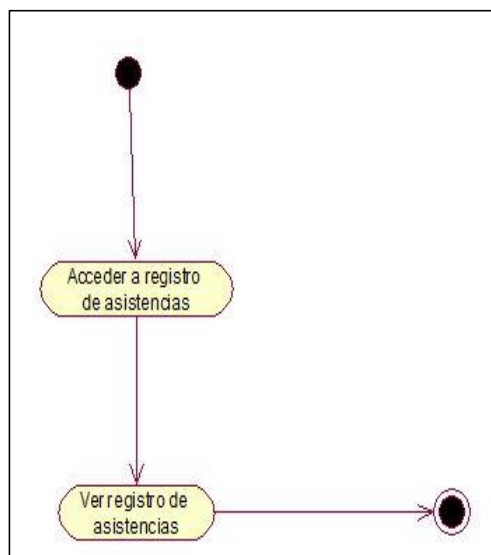 Acceder a registro
de asistencias
Ver registro de
asistencias